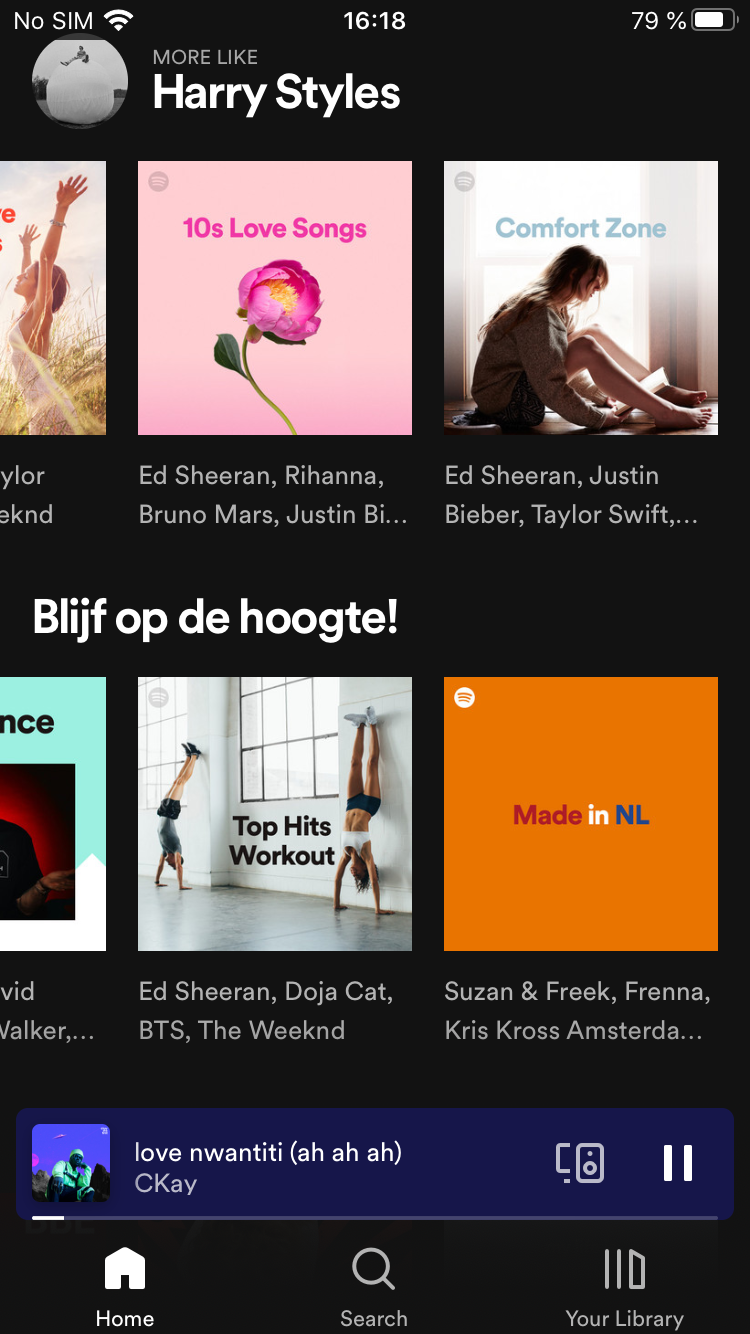 No SIM 16:18 79 %
MORE LIKE
Harry Styles
10s Love Songs
Comfort Zone
ylor
eknd
Ed Sheeran, Rihanna,
Bruno Mars, Justin Bi...
Ed Sheeran, Justin
Bieber, Taylor Swift,...
Blijf op de hoogte!
nce
Top Hits
Workout
Made in NL
vid
Walker,...
Ed Sheeran, Doja Cat,
BTS, The Weeknd
Suzan & Freek, Frenna,
Kris Kross Amsterda...
love nwantiti (ah ah ah)
CKay
Home
Search
Your Library